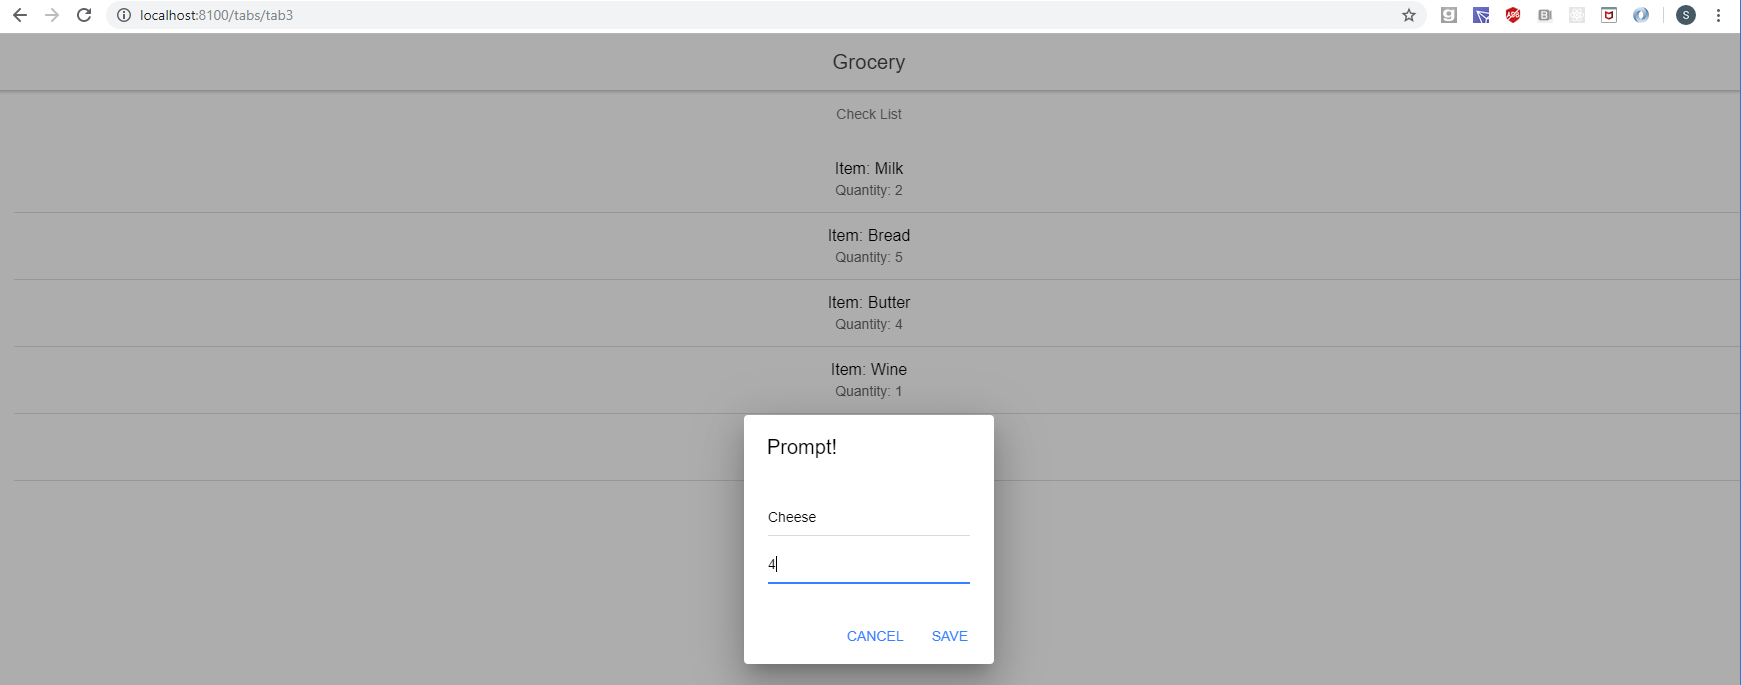 localhost:8100/tabs/tab3
S
Grocery
Check List
Item: Milk
Quantity: 2
Item: Bread
Quantity: 5
Item: Butter
Quantity: 4
Item: Wine
Quantity: 1
Prompt!
Cheese
4
CANCEL SAVE